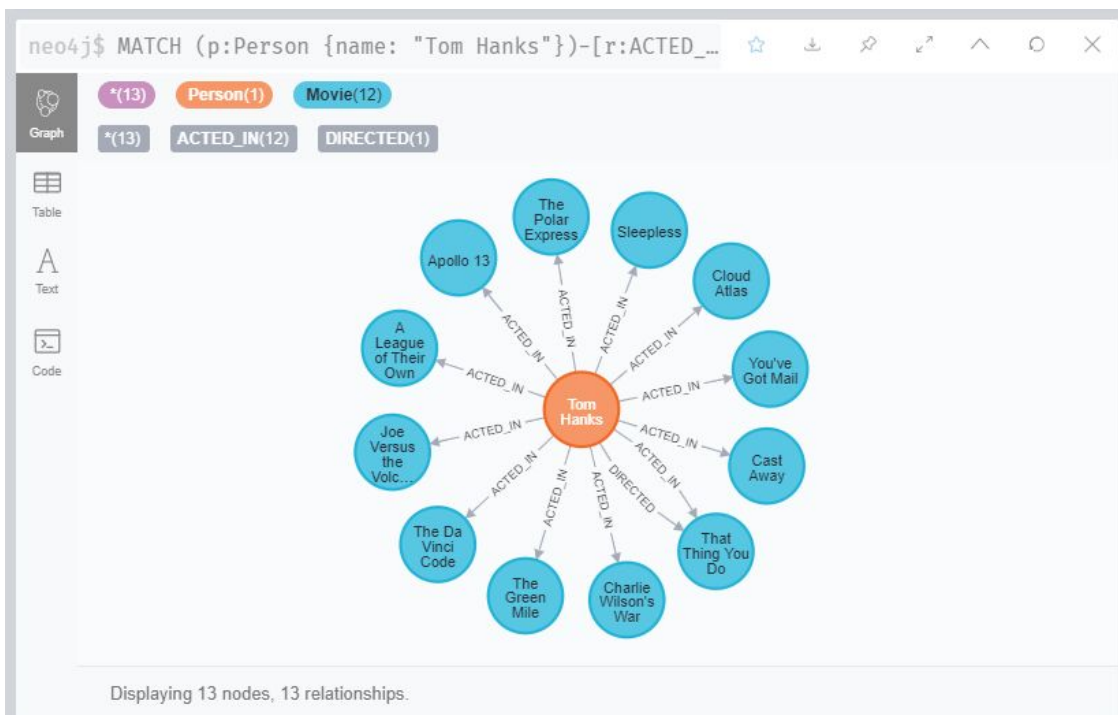 neo4j$ MATCH (p:Person {name: "Tom Hanks"})-[r:ACTED_…
*(13) Person(1) Movie(12)
*(13) ACTED_IN(12) DIRECTED(1)
Graph
Table
A
Text
Code
The
Polar
Express
Sleepless
Apollo 13
Cloud
Atlas
A
League
of Their
Own
You've
Got Mail
Joe
Versus
the
Volc...
Tom
Hanks
Cast
Away
The Da
Vinci
Code
That
Thing You
Do
The
Green
Mile
Charlie
Wilson's
War
ACTED_IN
ACTED_IN
ACTED_IN
ACTED_IN
ACTED_IN
ACTED_IN
ACTED_IN
ACTED_IN
ACTED_IN
DIRECTED
ACTED_IN
ACTED_IN
ACTED_IN
Displaying 13 nodes, 13 relationships.